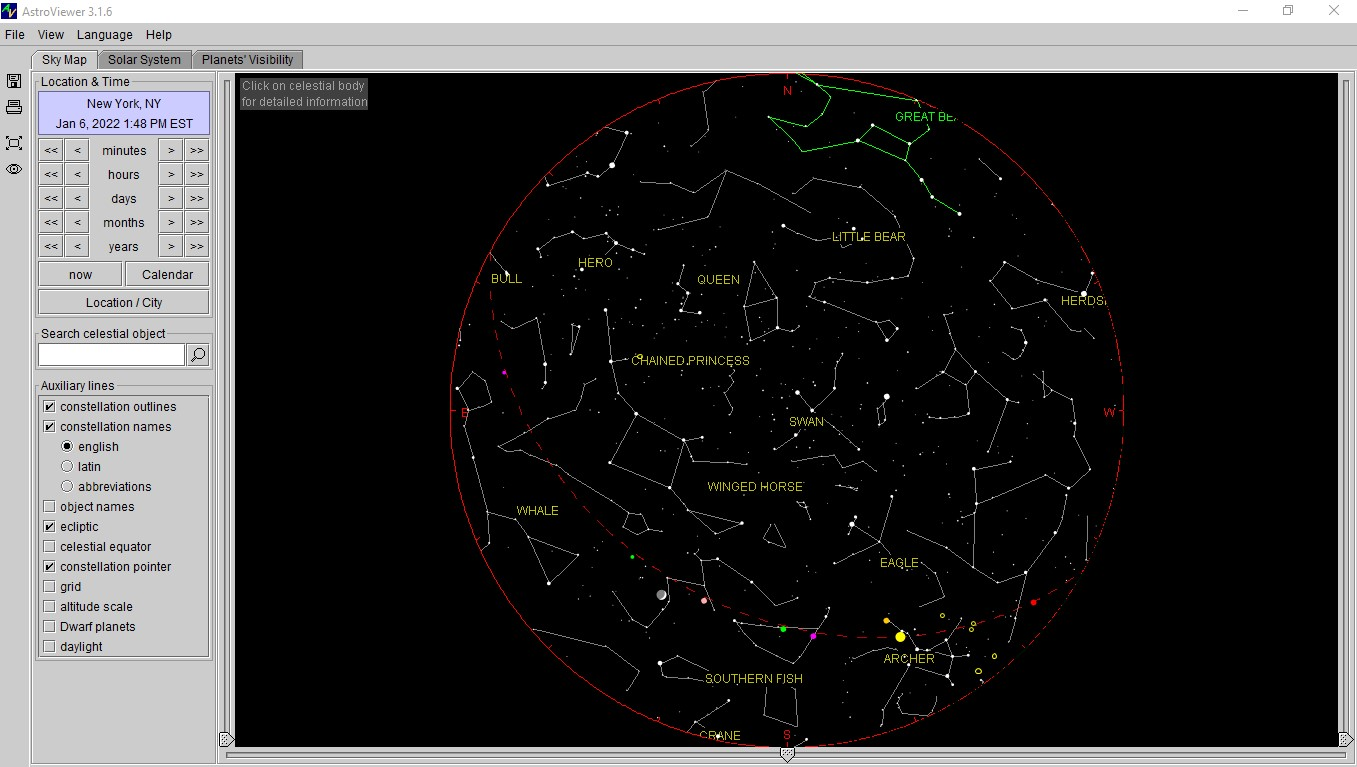 AstroViewer 3.1.6
File View Language Help
Sky Map Solar System Planets' Visibility
Location & Time
New York, NY
Jan 6, 2022 1:48 PM EST
<< < minutes > >>
<< < hours > >>
<< < days > >>
<< < months > >>
<< < years > >>
now Calendar
Location / City
Search celestial object
Auxiliary lines
constellation outlines
constellation names
english
latin
abbreviations
object names
ecliptic
celestial equator
constellation pointer
grid
altitude scale
Dwarf planets
daylight
Click on celestial body
for detailed information
N
GREAT BE
LITTLE BEAR
HERO
BULL
QUEEN
HERDS
CHAINED PRINCESS
E
W
SWAN
WINGED HORSE
WHALE
EAGLE
ARCHER
SOUTHERN FISH
CRANE
S